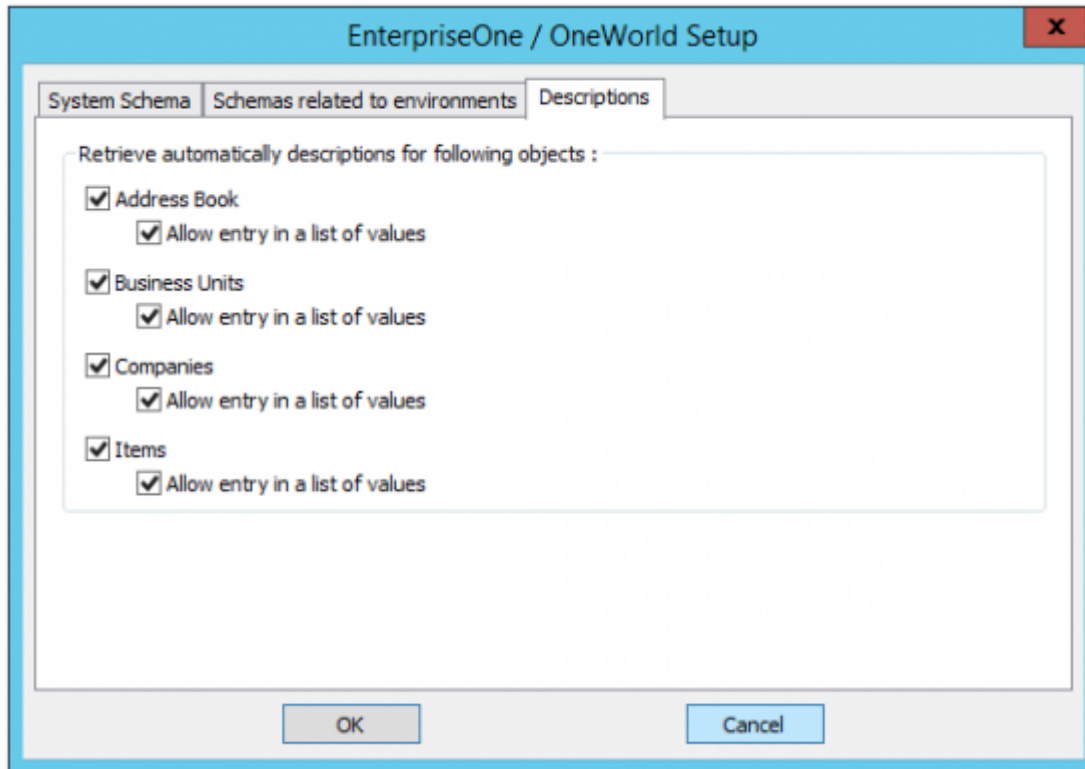 EnterpriseOne / OneWorld Setup
x
System Schema Schemas related to environments Descriptions
Retrieve automatically descriptions for following objects :
Address Book
Allow entry in a list of values
Business Units
Allow entry in a list of values
Companies
Allow entry in a list of values
Items
Allow entry in a list of values
OK Cancel